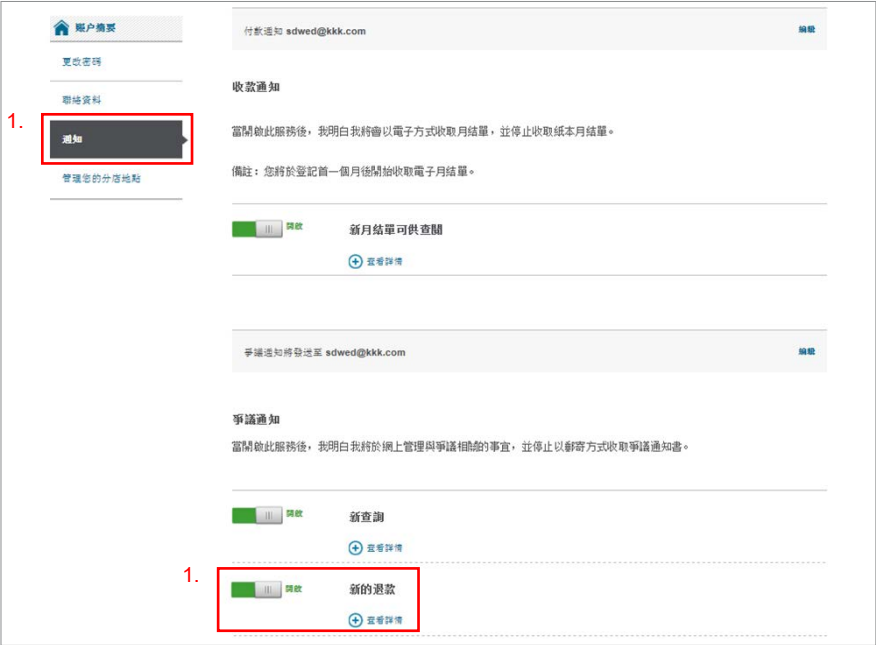 賬戶摘要
更改密碼
聯絡資料
1.
通知
管理您的分店地點
付款通知 sdwed@kkk.com
編輯
收款通知
當開啟此服務後，我明白我將會以電子方式收取月結單，並停止收取紙本月結單。
備註：您將於登記首一個月後開始收取電子月結單。
開啟
新月結單可供查閱
查看詳情
爭議通知將發送至 sdwed@kkk.com
編輯
爭議通知
當開啟此服務後，我明白我將於網上管理與爭議相關的事宜，並停止以郵寄方式收取爭議通知書。
開啟
新查詢
查看詳情
1.
開啟
新的退款
查看詳情